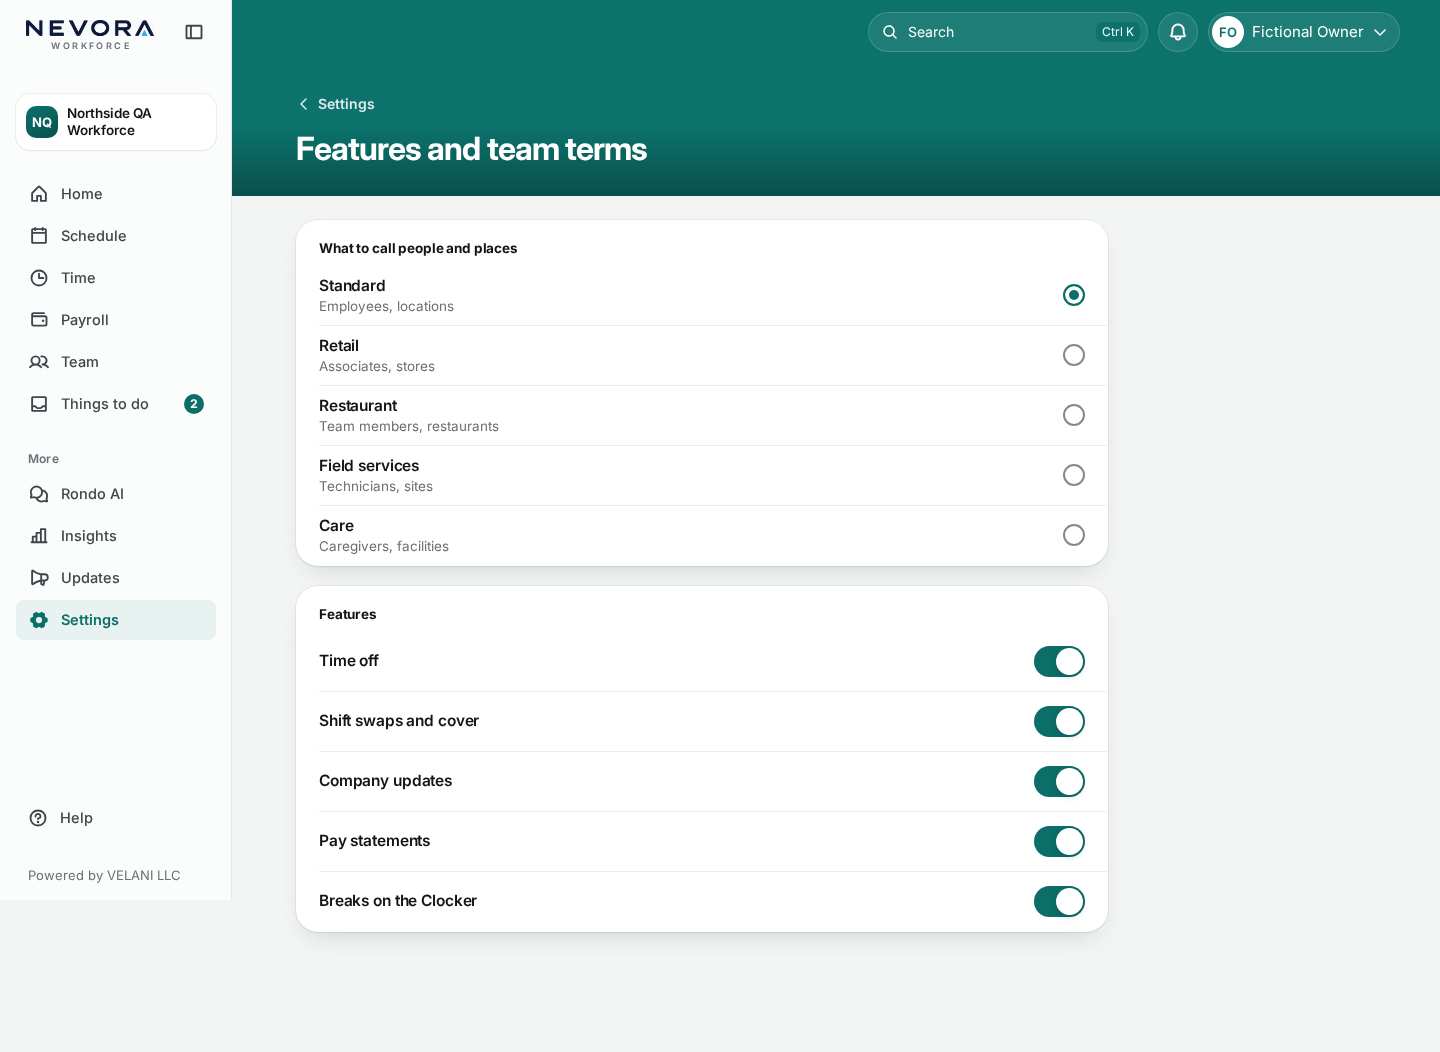 NEVORA
WORKFORCE
Search
Ctrl K
FO
Fictional Owner
NQ
Northside QA
Workforce
Home
Schedule
Time
Payroll
Team
Things to do
2
More
Rondo AI
Insights
Updates
Settings
Help
Powered by VELANI LLC
Settings
Features and team terms
What to call people and places
Standard
Employees, locations
Retail
Associates, stores
Restaurant
Team members, restaurants
Field services
Technicians, sites
Care
Caregivers, facilities
Features
Time off
Shift swaps and cover
Company updates
Pay statements
Breaks on the Clocker